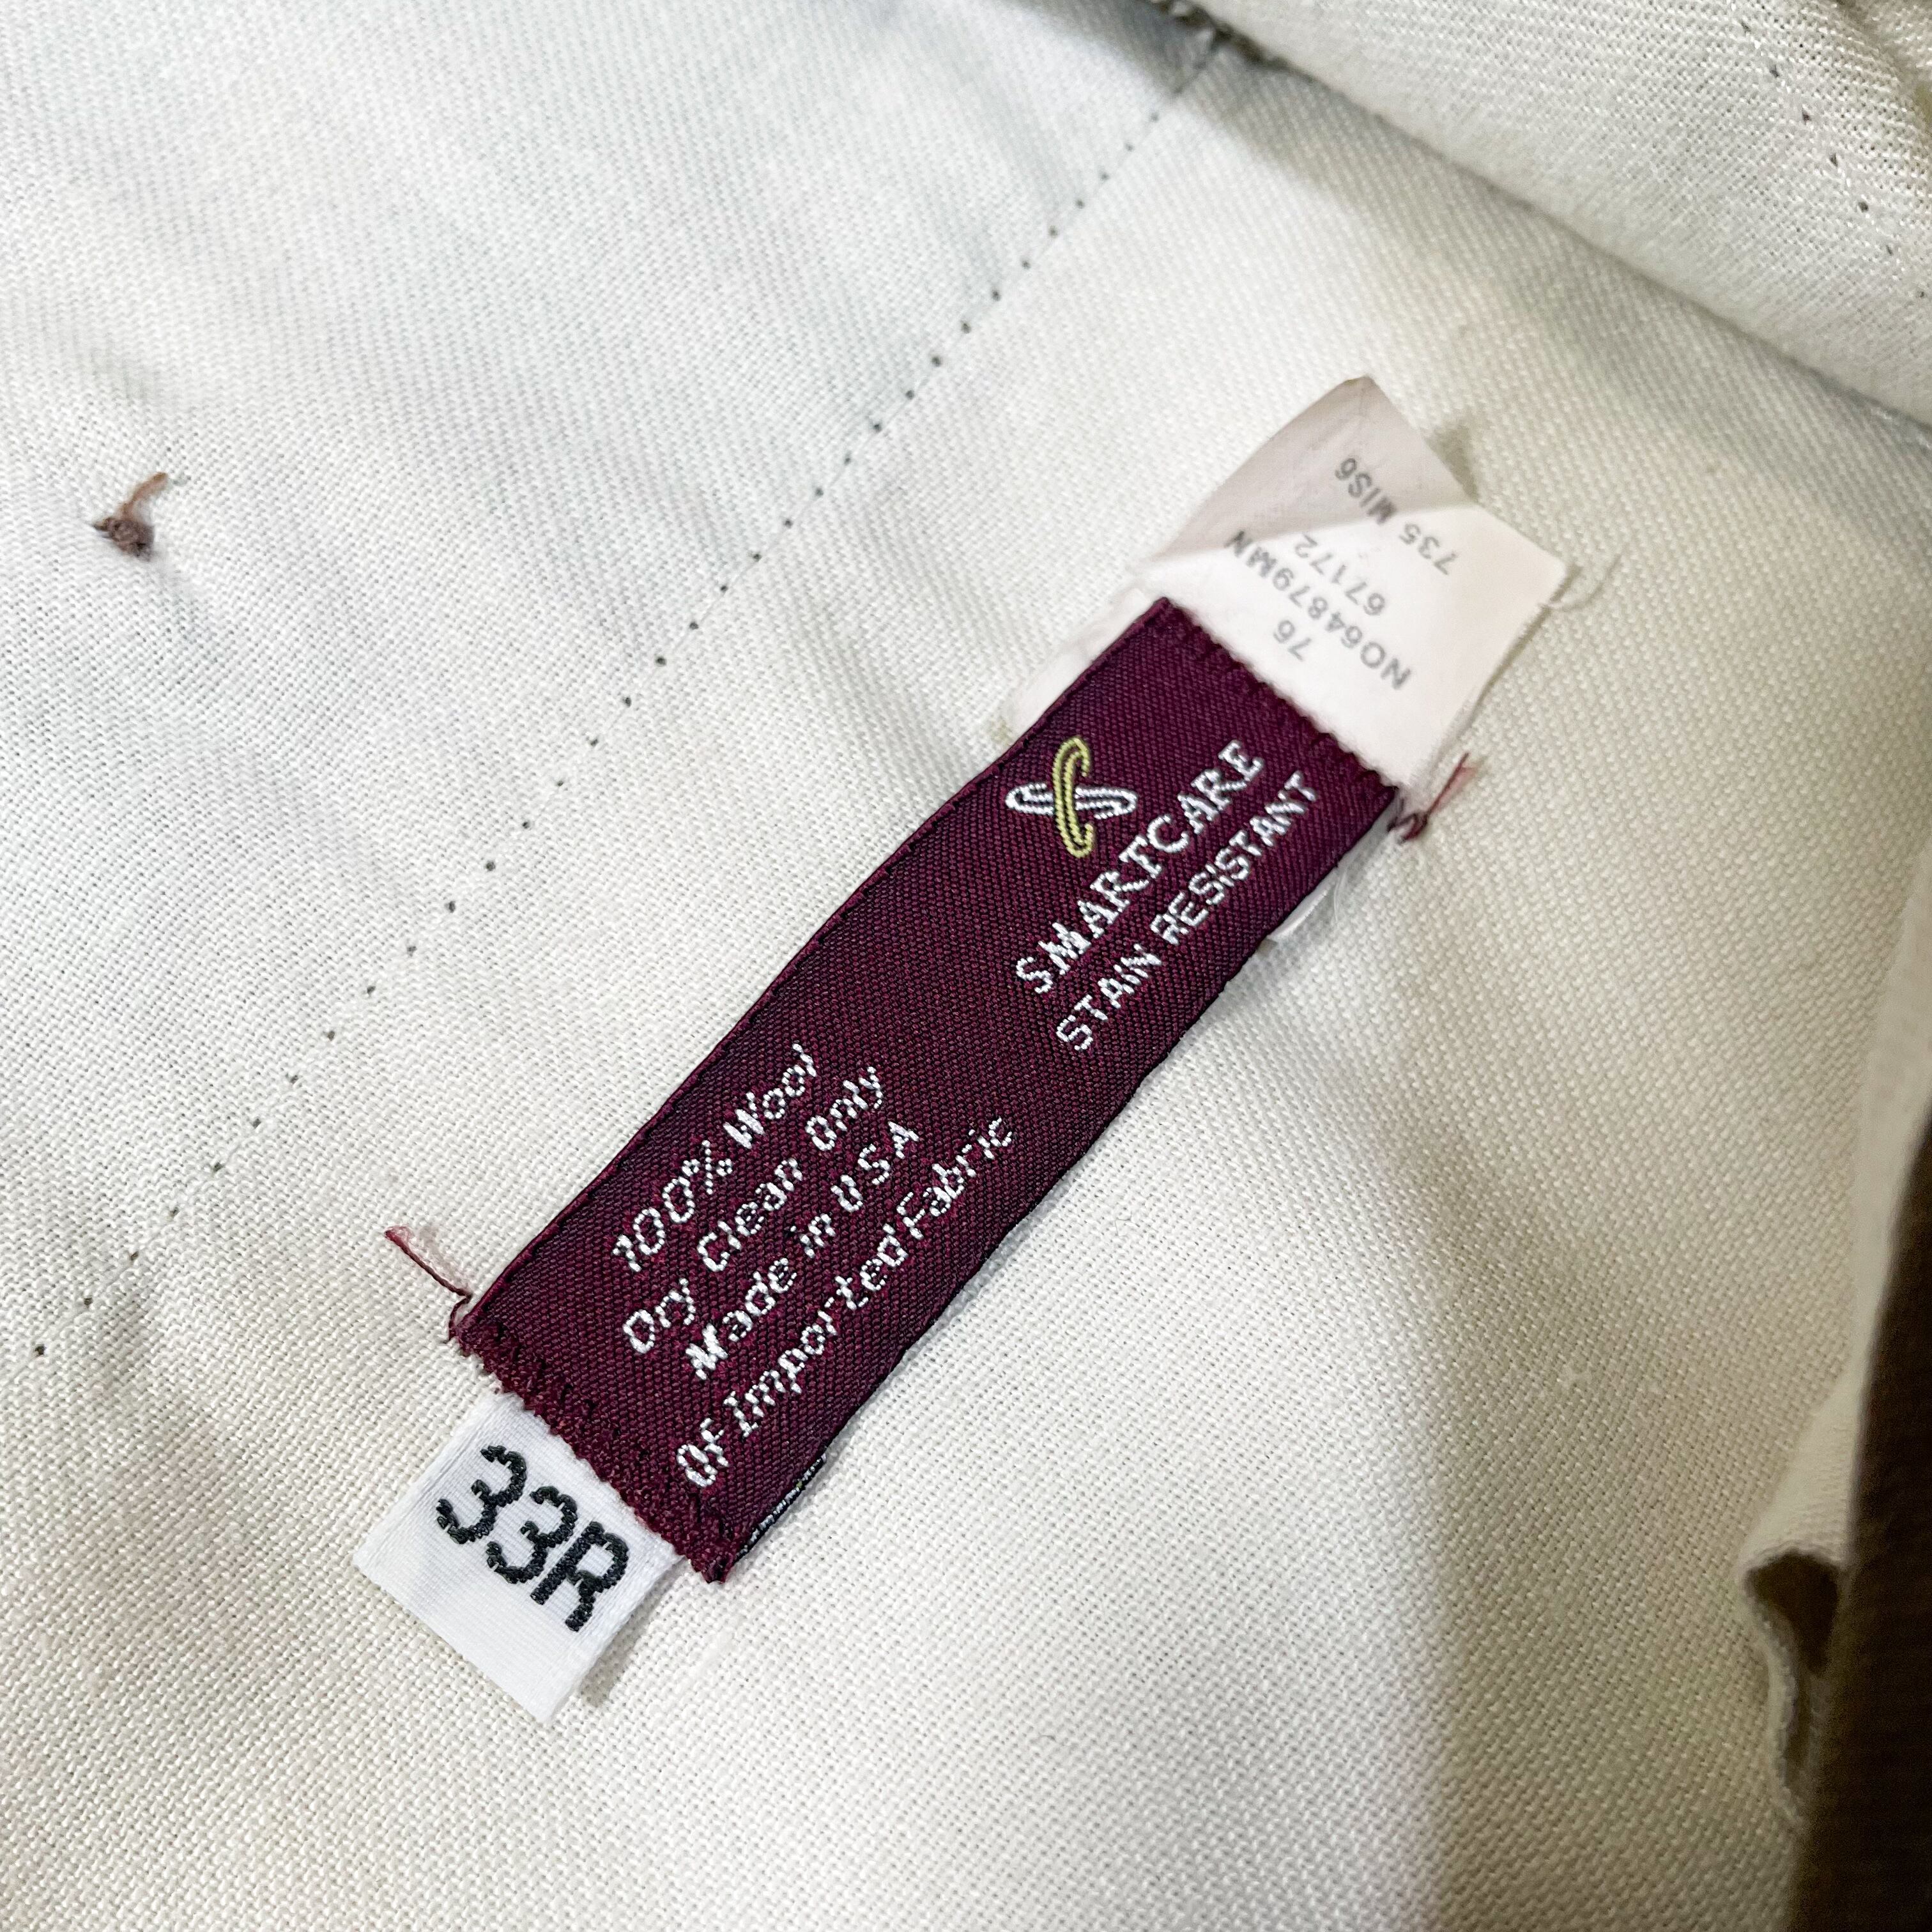 735 MIS6
67172
NO64879MN
76
SMARTCARE
STAIN RESISTANT
100% Wool
Dry Clean Only
Made in USA
Of Imported Fabric
33R